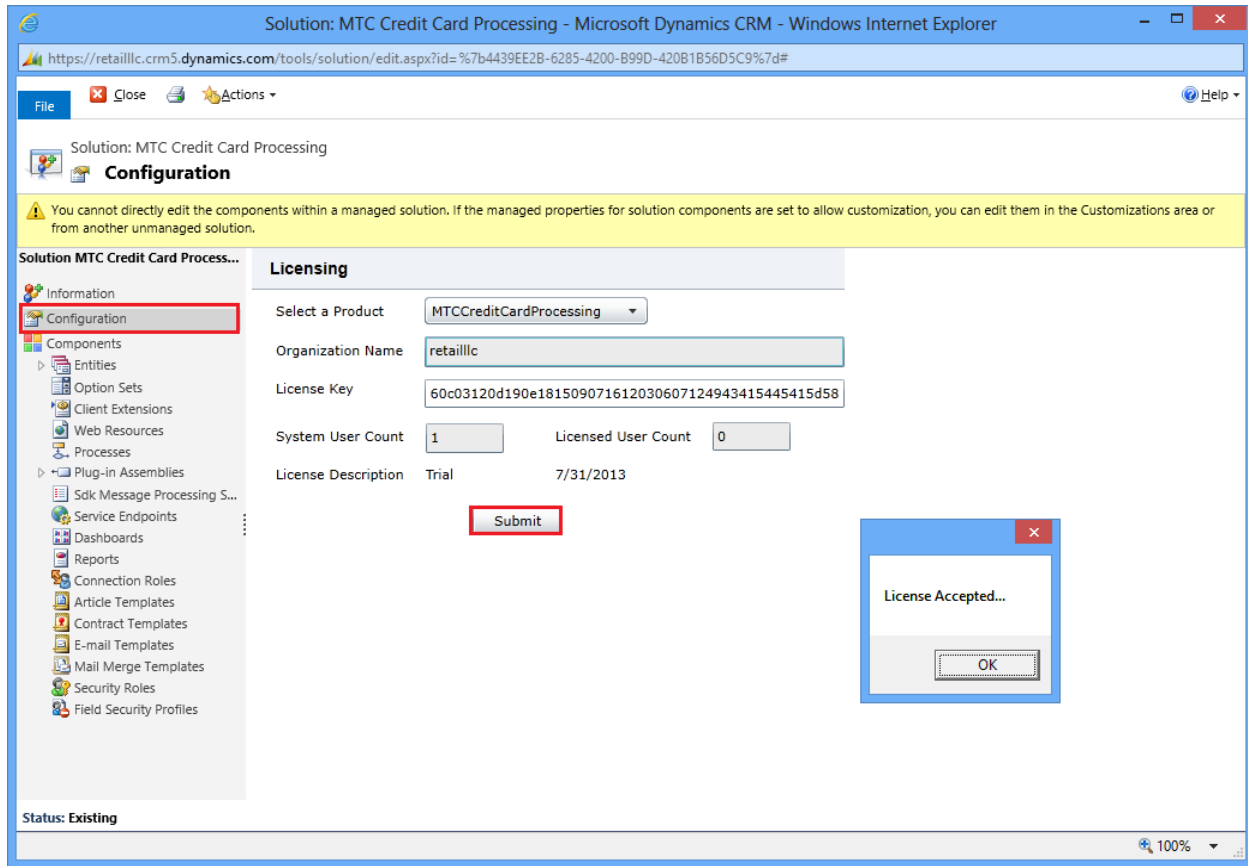 Solution: MTC Credit Card Processing - Microsoft Dynamics CRM - Windows Internet Explorer
https://retailllc.crm5.dynamics.com/tools/solution/edit.aspx?id=%7b4439EE2B-6285-4200-B99D-420B1B56D5C9%7d#
File Close Actions Help
Solution: MTC Credit Card Processing
Configuration
You cannot directly edit the components within a managed solution. If the managed properties for solution components are set to allow customization, you can edit them in the Customizations area or
from another unmanaged solution.
Solution MTC Credit Card Process...
Information
Configuration
Components
Entities
Option Sets
Client Extensions
Web Resources
Processes
Plug-in Assemblies
Sdk Message Processing S...
Service Endpoints
Dashboards
Reports
Connection Roles
Article Templates
Contract Templates
E-mail Templates
Mail Merge Templates
Security Roles
Field Security Profiles
Licensing
Select a Product MTCCreditCardProcessing
Organization Name retailllc
License Key 60c03120d190e18150907161203060712494341544​5415d58
System User Count 1 Licensed User Count 0
License Description Trial 7/31/2013
Submit
License Accepted...
OK
Status: Existing
100%